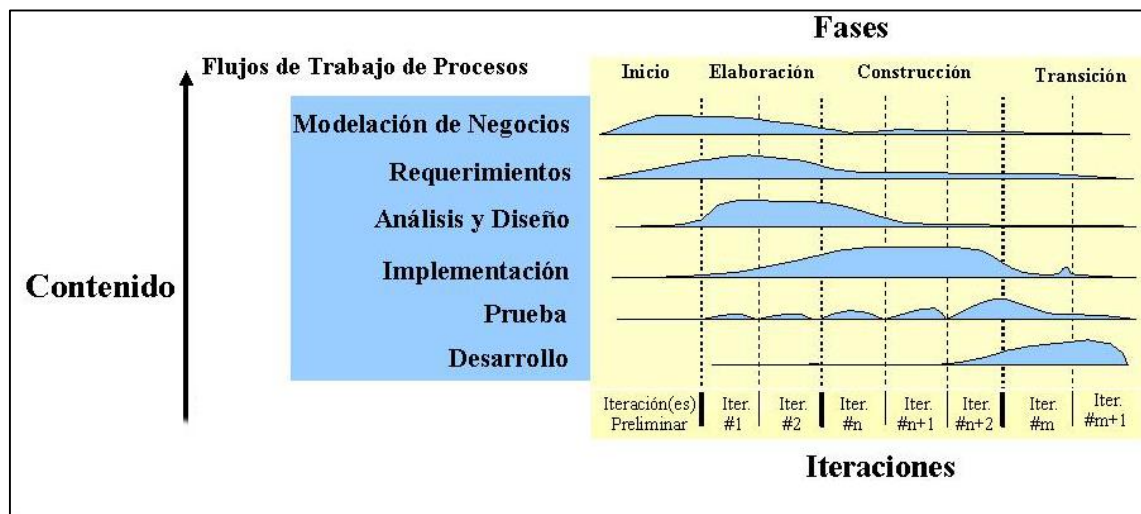 Fases
Flujos de Trabajo de Procesos
Inicio Elaboración Construcción Transición
Modelación de Negocios
Requerimientos
Análisis y Diseño
Implementación
Contenido
Prueba
Desarrollo
Iteración(es) Iter. Iter. Iter. Iter. Iter. Iter. Iter.
Preliminar #1 #2 #n #n+1 #n+2 #m #m+1
Iteraciones